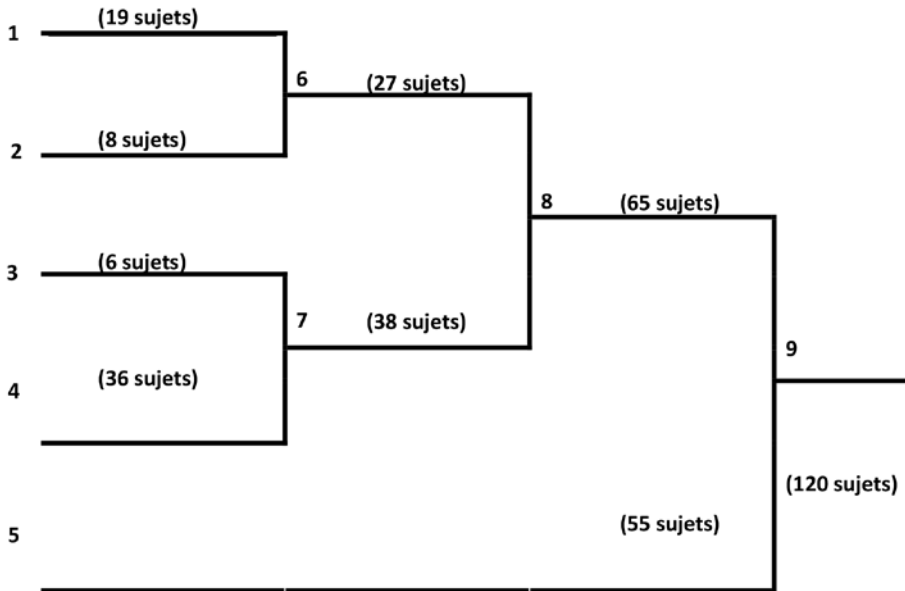 1 (19 sujets)
6 (27 sujets)
2 (8 sujets)
8 (65 sujets)
3 (6 sujets)
7 (38 sujets)
9
4 (36 sujets)
(120 sujets)
5 (55 sujets)